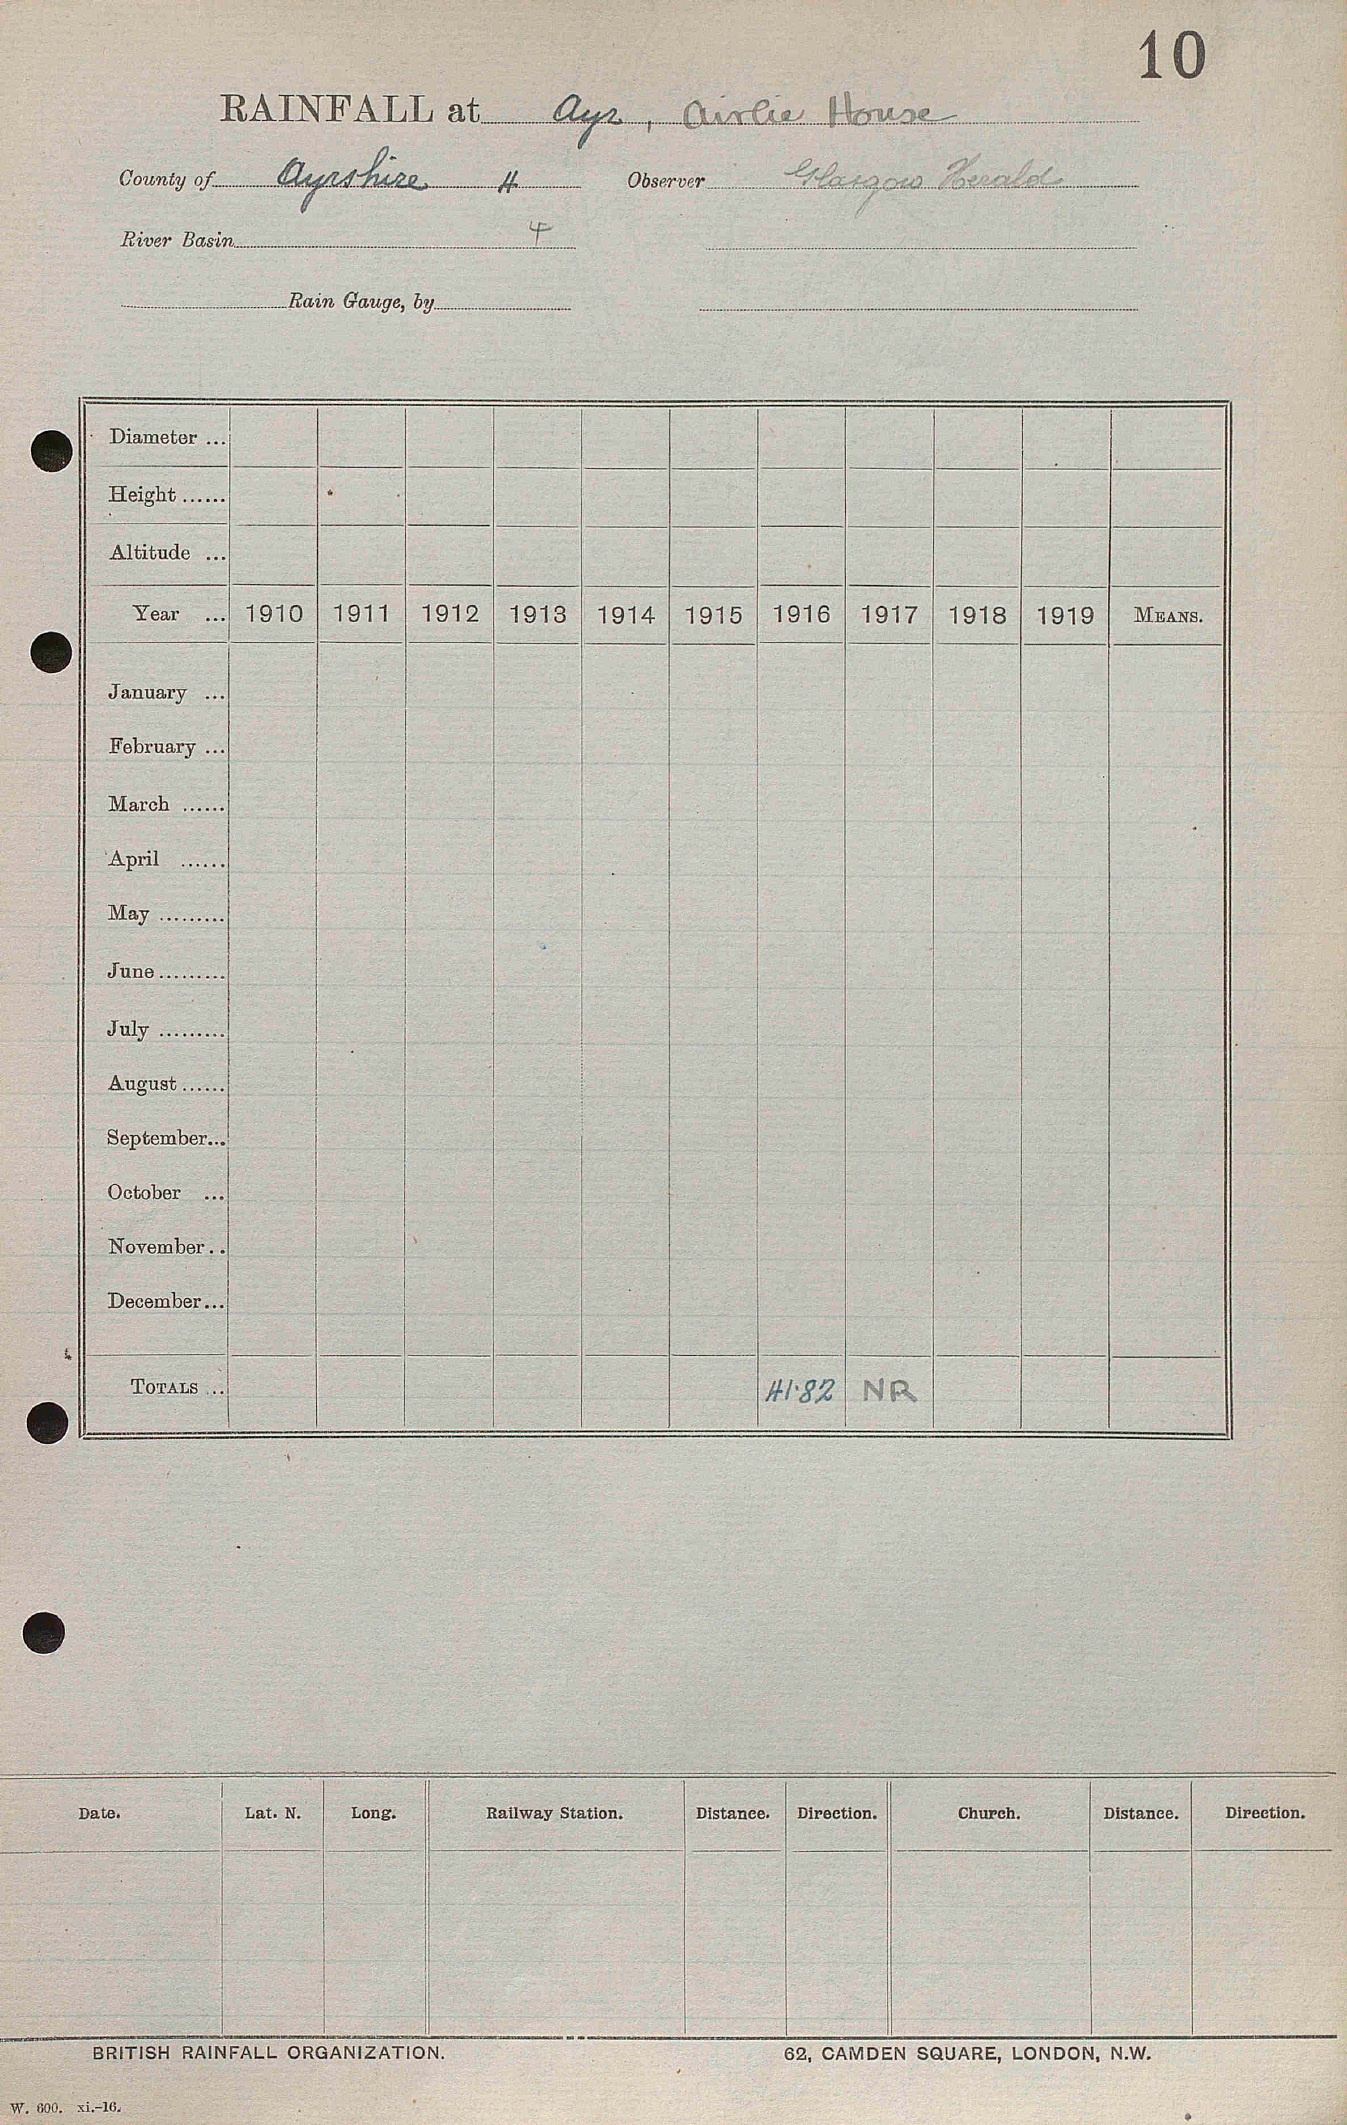 10
RAINFALL at Ayr, Airlie House
County of Ayrshire 4 Observer Glasgow Herald
River Basin 4
Rain Gauge, by
Diameter ...
Height ......
Altitude ...
Year ... 1910 1911 1912 1913 1914 1915 1916 1917 1918 1919 MEANS.
January ...
February ...
March ......
April ......
May .........
June .........
July .........
August ......
September...
October ...
November..
December...
TOTALS ... 41.82 NR
Date. Lat. N. Long. Railway Station. Distance. Direction. Church. Distance. Direction.
BRITISH RAINFALL ORGANIZATION. 62, CAMDEN SQUARE, LONDON, N.W.
W. 600. xi.-16.